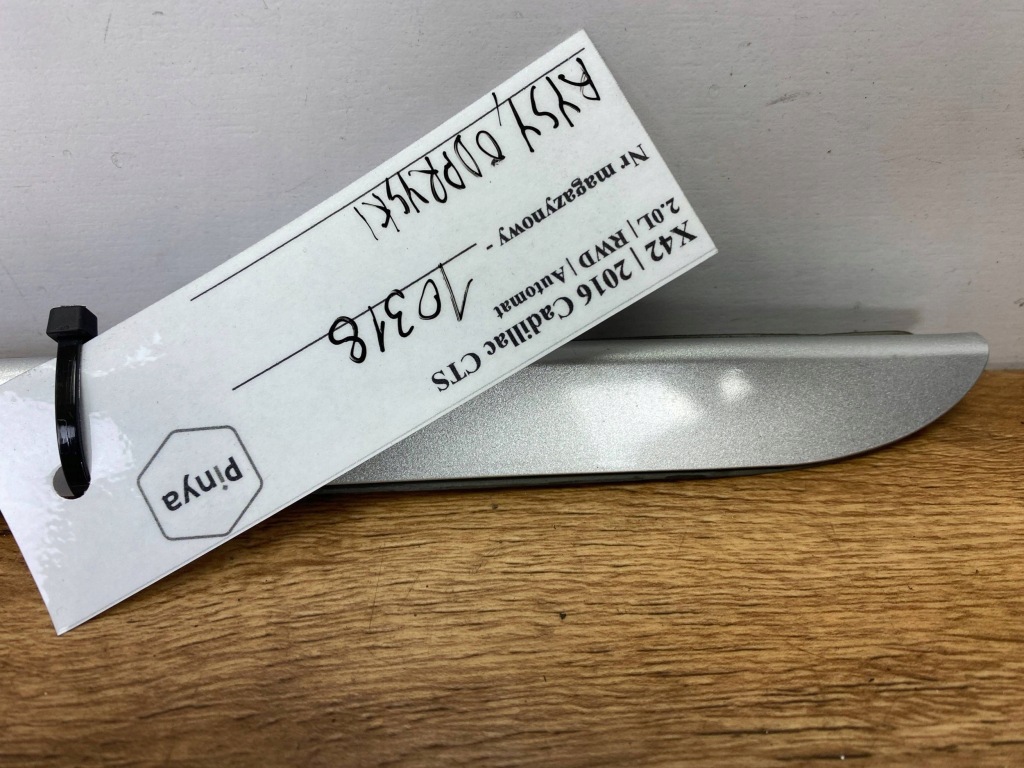 Pinya
X42 | 2016 Cadillac CTS
2.0L | RWD | Automat
Nr magazynowy -
10318
RYSY, ODPRYSKI